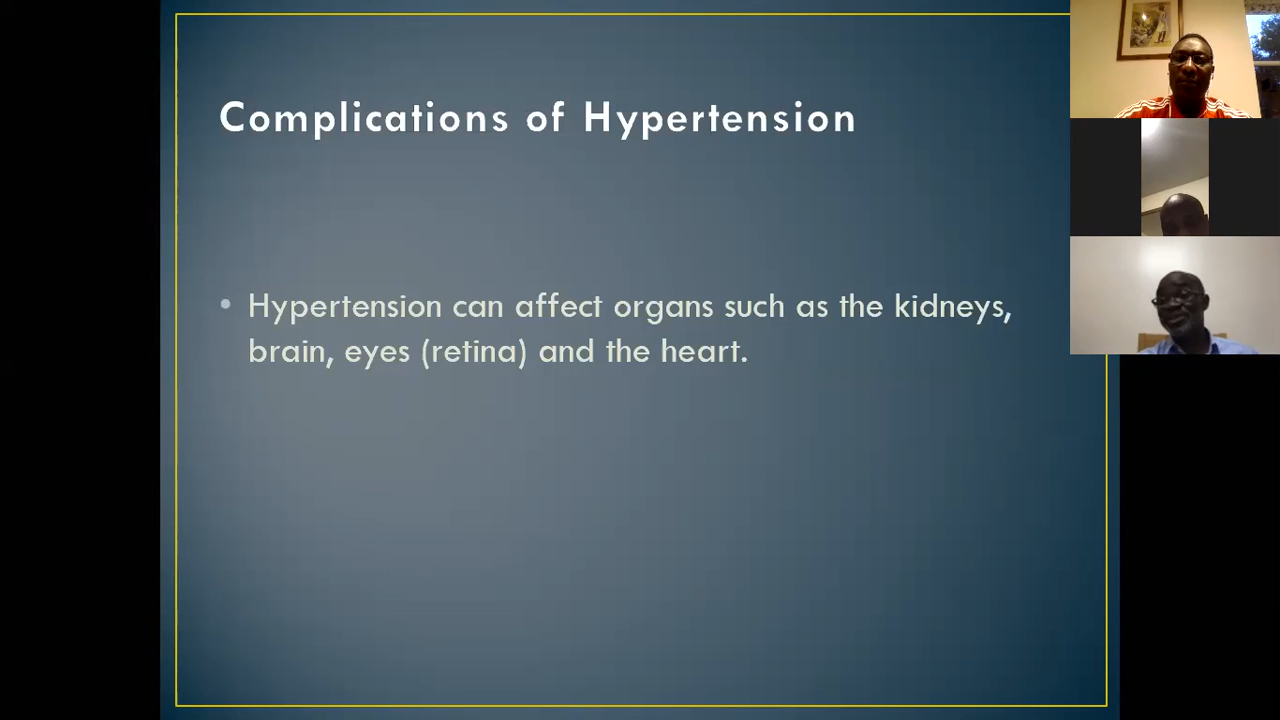 Complications of Hypertension
• Hypertension can affect organs such as the kidneys,
brain, eyes (retina) and the heart.